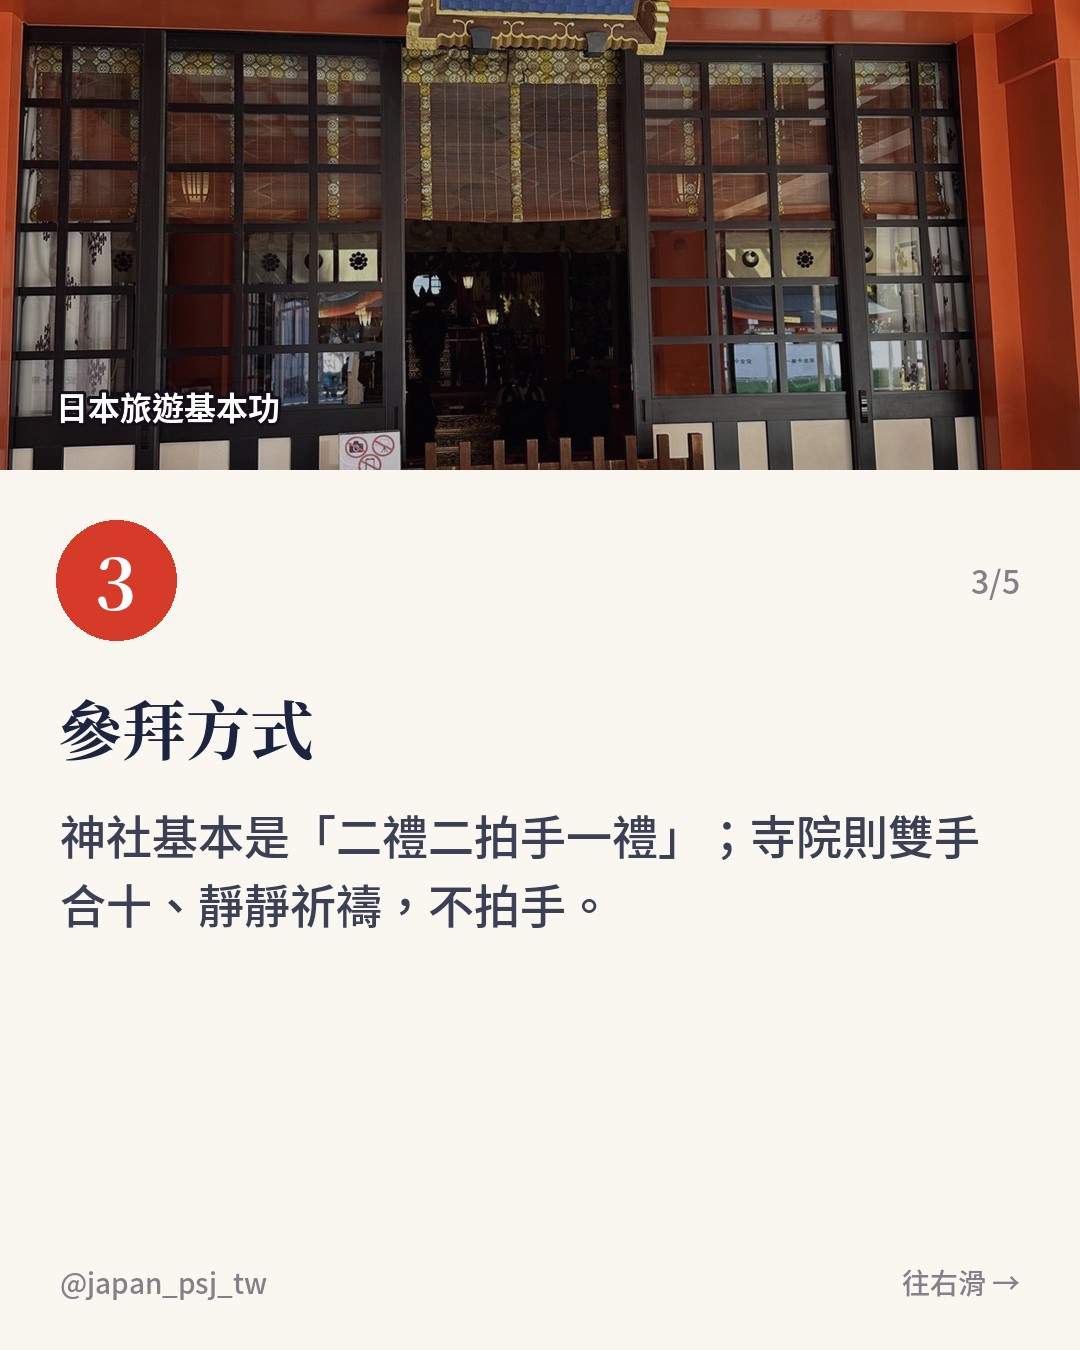 日本旅遊基本功
3
3/5
參拜方式
神社基本是「二禮二拍手一禮」；寺院則雙手
合十、靜靜祈禱，不拍手。
@japan_psj_tw
往右滑 →